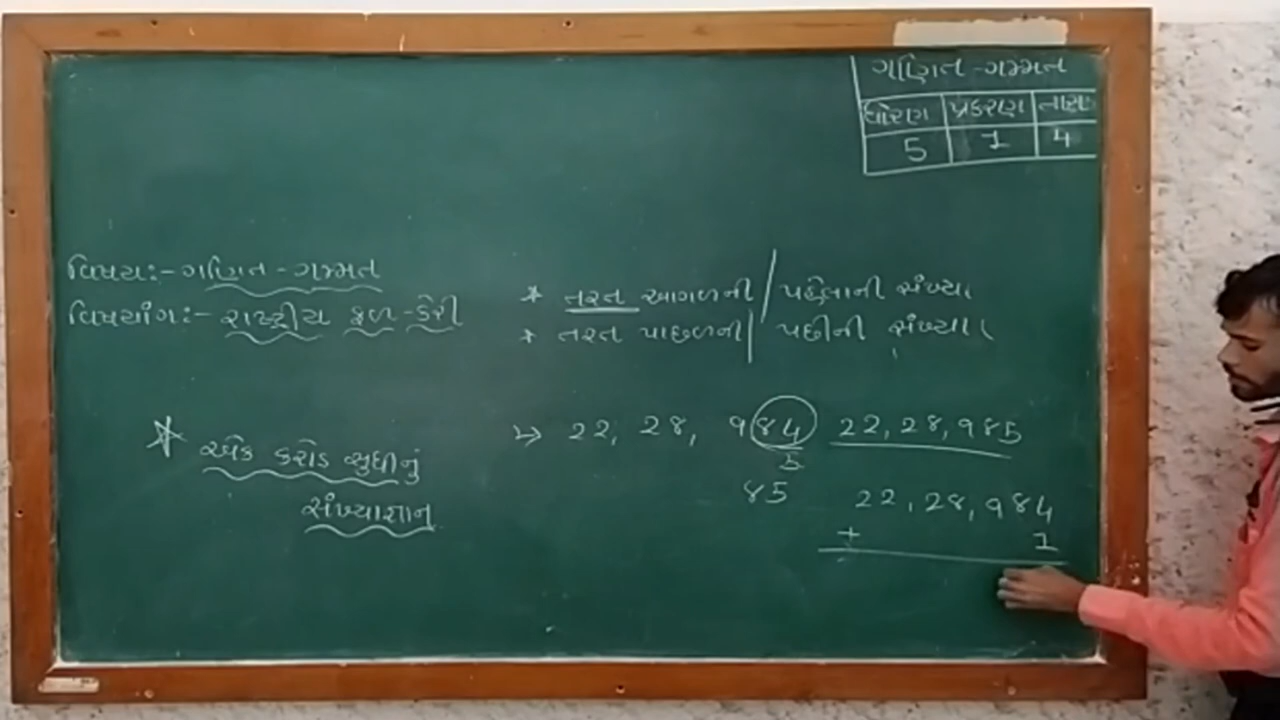 ગણિત-ગમ્મત
ધોરણ પ્રકરણ તાસ
5 1 4
વિષય:- ગણિત-ગમ્મત
વિષયાંગ:- રાષ્ટ્રીય ફળ-કેરી
* તરત આગળની / પહેલાની સંખ્યા
* તરત પાછળની / પછીની સંખ્યા
એક કરોડ સુધીનું
સંખ્યાજ્ઞાન
↳ 22, 28, 984 22,28,985
5
85
22,28,984
+ 1